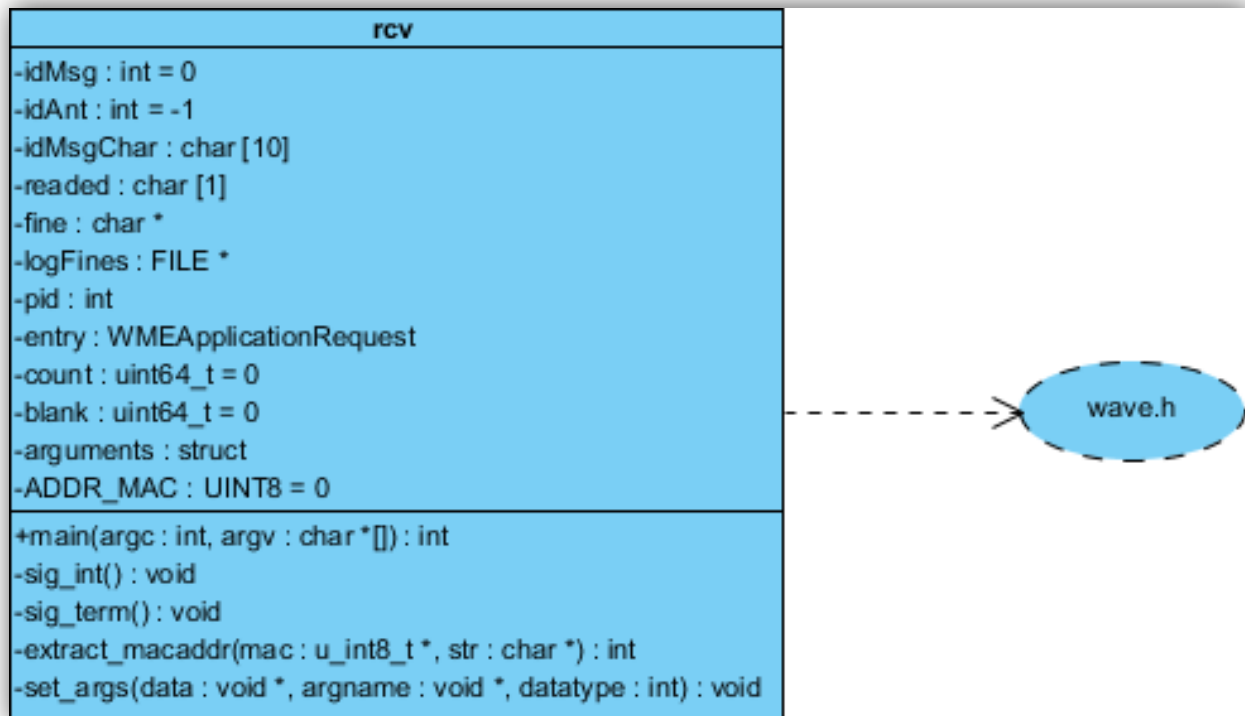 rcv
-idMsg : int = 0
-idAnt : int = -1
-idMsgChar : char [10]
-readed : char [1]
-fine : char *
-logFines : FILE *
-pid : int
-entry : WMEApplicationRequest
-count : uint64_t = 0
-blank : uint64_t = 0
-arguments : struct
-ADDR_MAC : UINT8 = 0
+main(argc : int, argv : char *[]) : int
-sig_int() : void
-sig_term() : void
-extract_macaddr(mac : u_int8_t *, str : char *) : int
-set_args(data : void *, argname : void *, datatype : int) : void
wave.h